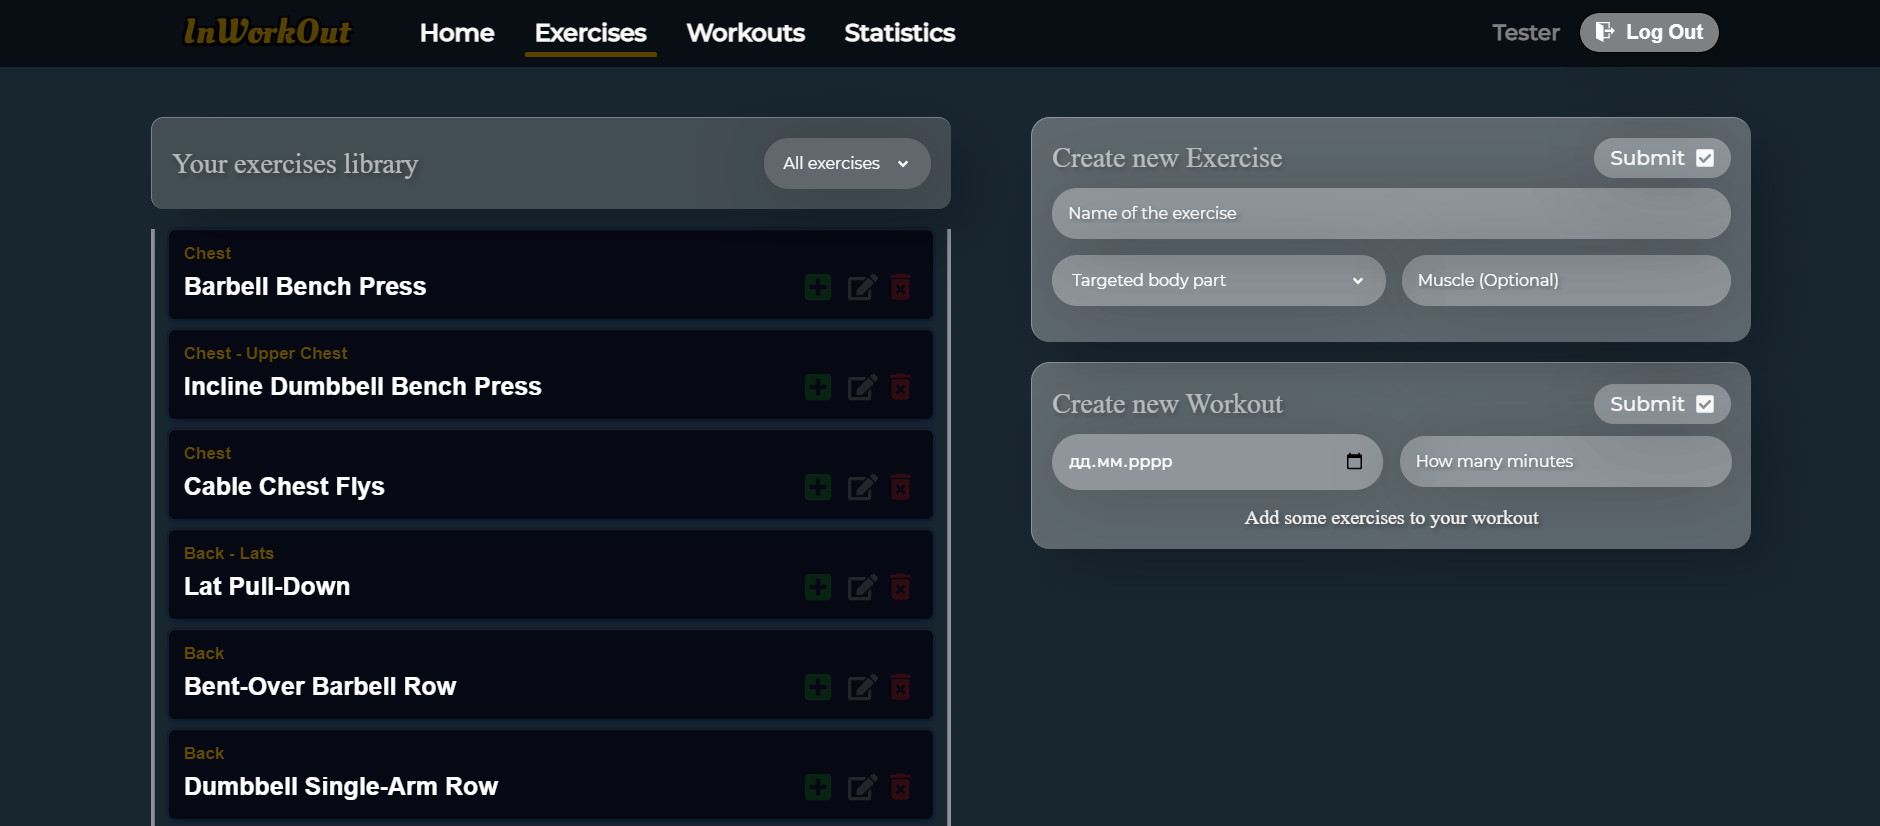 InWorkOut
Home
Exercises
Workouts
Statistics
Tester
Log Out
Your exercises library
All exercises
Chest
Barbell Bench Press
Chest - Upper Chest
Incline Dumbbell Bench Press
Chest
Cable Chest Flys
Back - Lats
Lat Pull-Down
Back
Bent-Over Barbell Row
Back
Dumbbell Single-Arm Row
Create new Exercise
Submit
Name of the exercise
Targeted body part
Muscle (Optional)
Create new Workout
Submit
дд.мм.рррр
How many minutes
Add some exercises to your workout